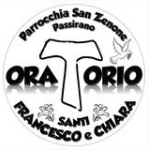 Parrocchia San Zenone
Passirano
ORATORIO
SANTI
FRANCESCO e CHIARA